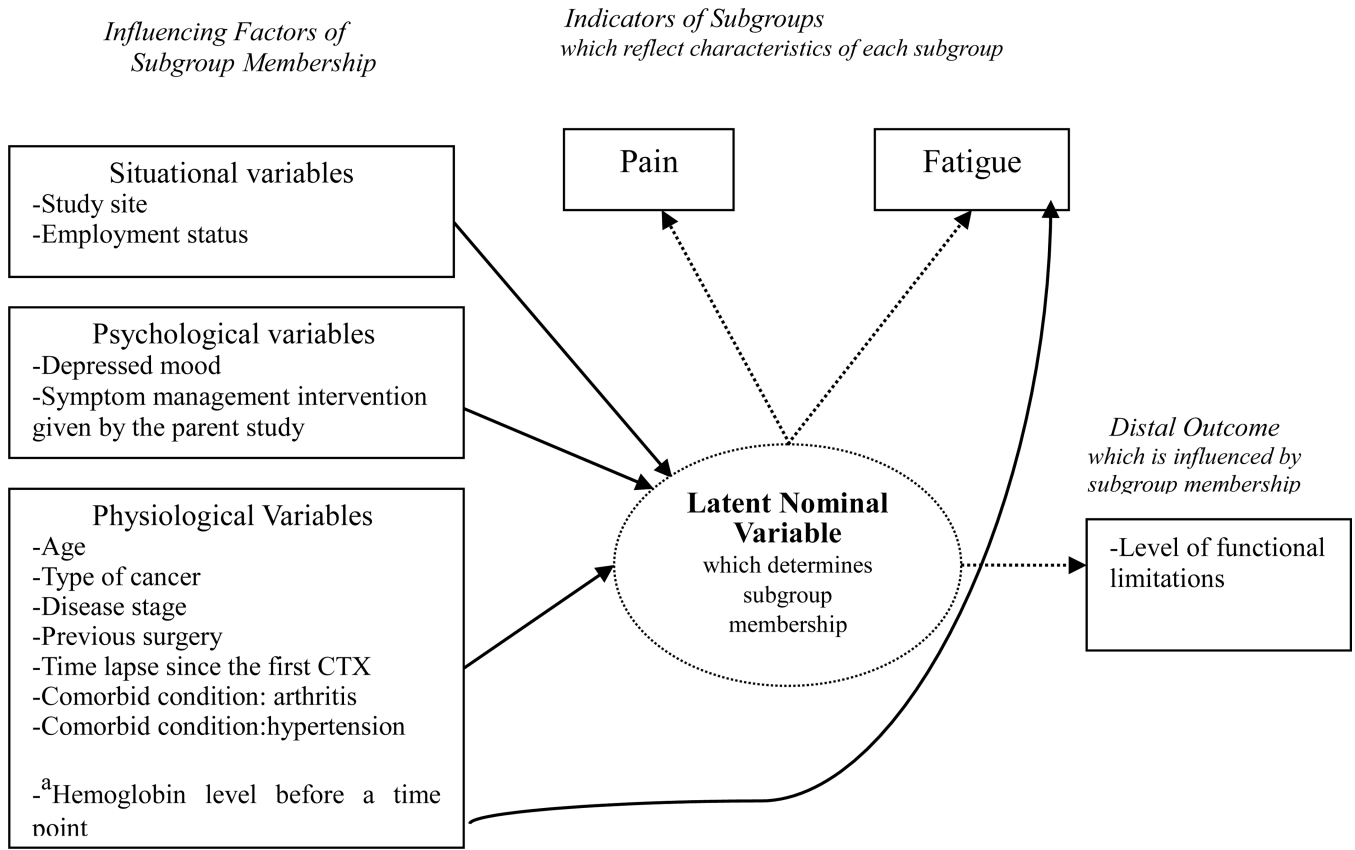 Influencing Factors of
Subgroup Membership
Indicators of Subgroups
which reflect characteristics of each subgroup
Situational variables
-Study site
-Employment status
Psychological variables
-Depressed mood
-Symptom management intervention
given by the parent study
Physiological Variables
-Age
-Type of cancer
-Disease stage
-Previous surgery
-Time lapse since the first CTX
-Comorbid condition: arthritis
-Comorbid condition:hypertension
-aHemoglobin level before a time
point
Pain
Fatigue
Latent Nominal
Variable
which determines
subgroup
membership
Distal Outcome
which is influenced by
subgroup membership
-Level of functional
limitations